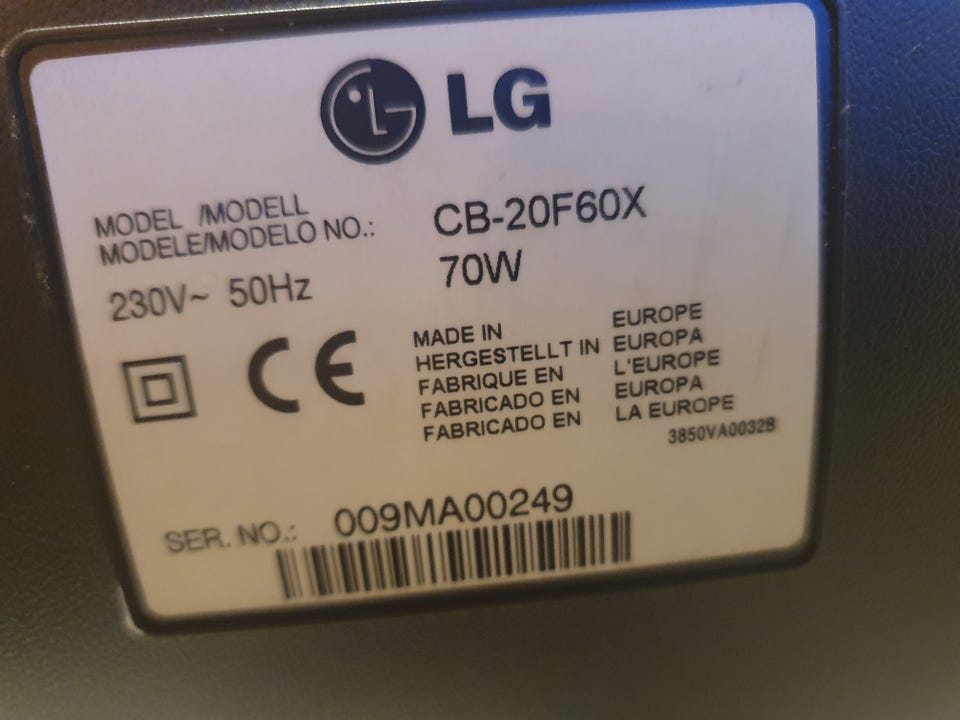 LG
MODEL /MODELL
MODELE/MODELO NO.: CB-20F60X
230V~ 50Hz 70W
CE
MADE IN EUROPE
HERGESTELLT IN EUROPA
FABRIQUE EN L'EUROPE
FABRICADO EN EUROPA
FABRICADO EN LA EUROPE
3850VA0032B
SER. NO.: 009MA00249